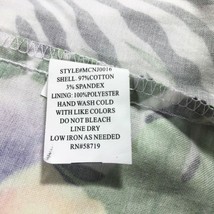 STYLE#MCNJ0016
SHELL: 97%COTTON
3% SPANDEX
LINING: 100%POLYESTER
HAND WASH COLD
WITH LIKE COLORS
DO NOT BLEACH
LINE DRY
LOW IRON AS NEEDED
RN#58719